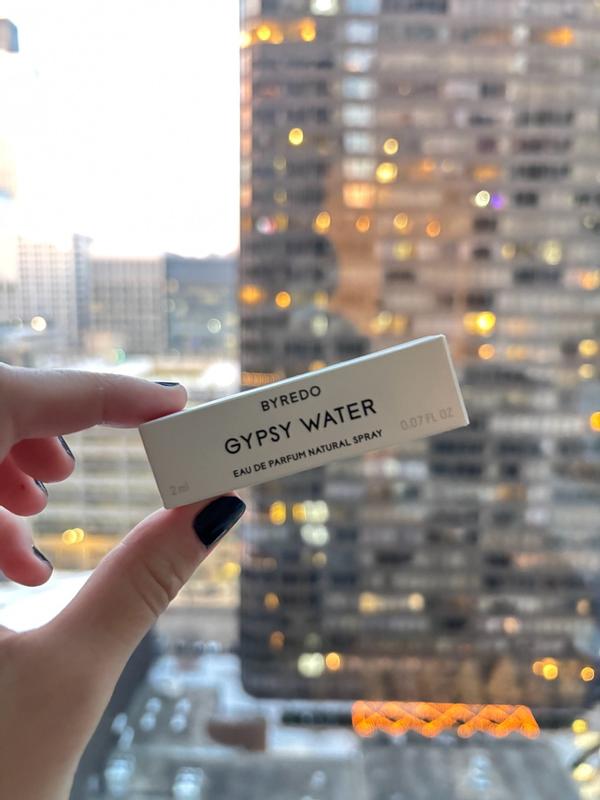 BYREDO
GYPSY WATER
EAU DE PARFUM NATURAL SPRAY
2 ml
0.07 FL OZ